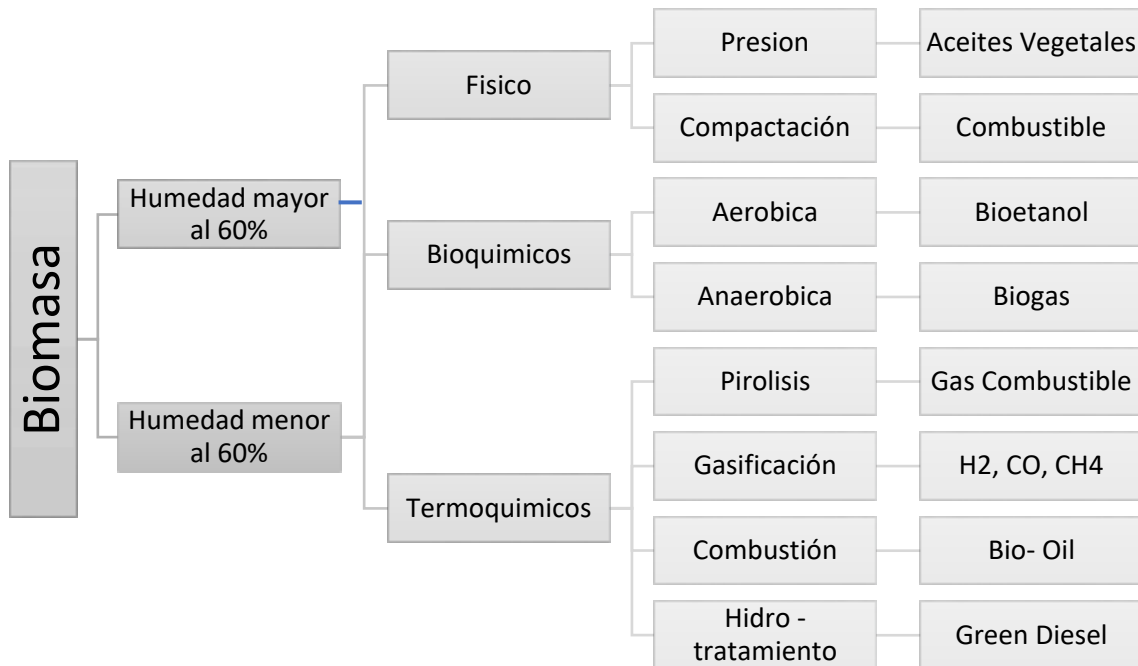 Biomasa
Humedad mayor
al 60%
Humedad menor
al 60%
Fisico
Bioquimicos
Termoquimicos
Presion
Aceites Vegetales
Compactación
Combustible
Aerobica
Bioetanol
Anaerobica
Biogas
Pirolisis
Gas Combustible
Gasificación
H2, CO, CH4
Combustión
Bio- Oil
Hidro -
tratamiento
Green Diesel